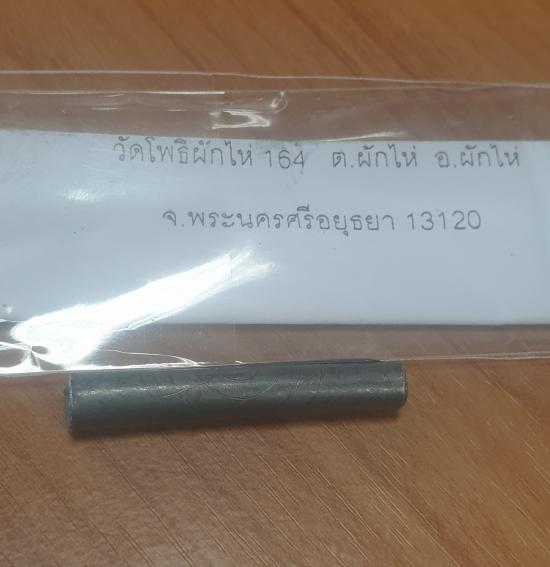 วัดโพธิผักไห่ 164 ต.ผักไห่ อ.ผักไห่
จ.พระนครศรีอยุธยา 13120